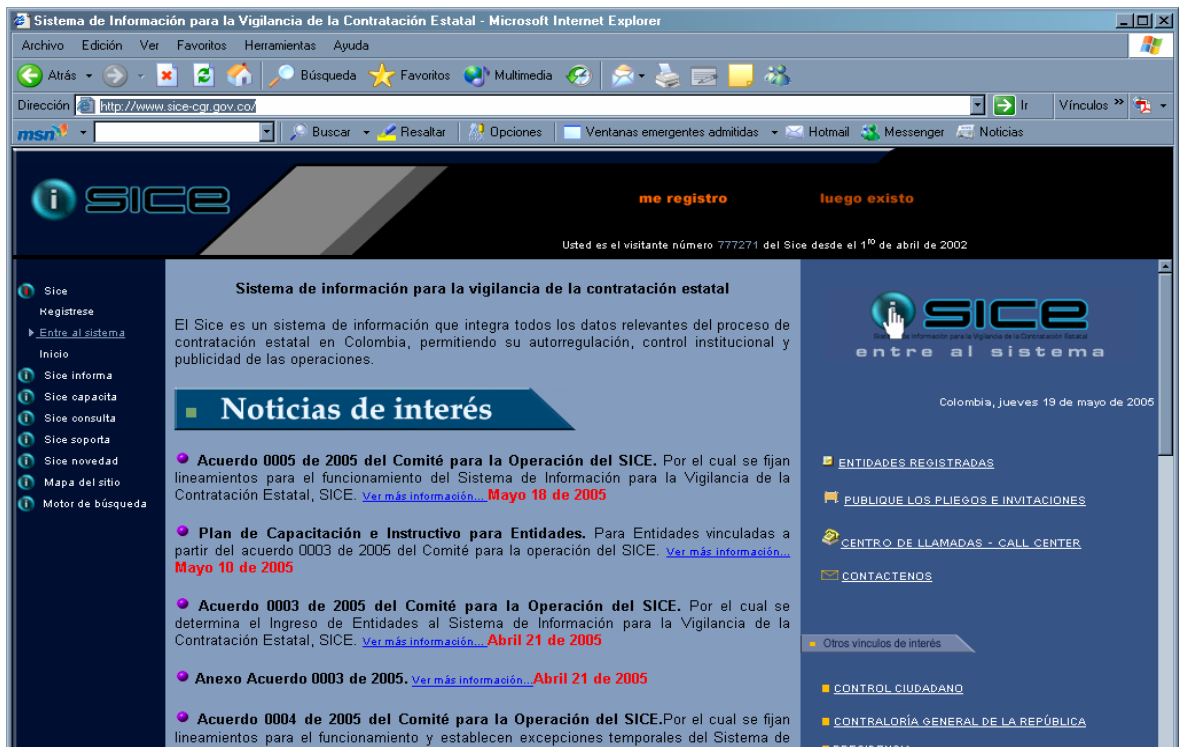 Sistema de Información para la Vigilancia de la Contratación Estatal - Microsoft Internet Explorer
Archivo Edición Ver Favoritos Herramientas Ayuda
Atrás Búsqueda Favoritos Multimedia
Dirección http://www.sice-cgr.gov.co/ Ir Vínculos »
msn Buscar Resaltar Opciones Ventanas emergentes admitidas Hotmail Messenger Noticias
i SICE
me registro luego existo
Usted es el visitante número 777271 del Sice desde el 1ro de abril de 2002
Sice
Registrese
Entre al sistema
Inicio
Sice informa
Sice capacita
Sice consulta
Sice soporta
Sice novedad
Mapa del sitio
Motor de búsqueda
Sistema de información para la vigilancia de la contratación estatal
El Sice es un sistema de información que integra todos los datos relevantes del proceso de
contratación estatal en Colombia, permitiendo su autorregulación, control institucional y
publicidad de las operaciones.
Noticias de interés
Acuerdo 0005 de 2005 del Comité para la Operación del SICE. Por el cual se fijan
lineamientos para el funcionamiento del Sistema de Información para la Vigilancia de la
Contratación Estatal, SICE. Ver más información... Mayo 18 de 2005
Plan de Capacitación e Instructivo para Entidades. Para Entidades vinculadas a
partir del acuerdo 0003 de 2005 del Comité para la operación del SICE. Ver más información...
Mayo 10 de 2005
Acuerdo 0003 de 2005 del Comité para la Operación del SICE. Por el cual se
determina el Ingreso de Entidades al Sistema de Información para la Vigilancia de la
Contratación Estatal, SICE. Ver más información... Abril 21 de 2005
Anexo Acuerdo 0003 de 2005. Ver más información...Abril 21 de 2005
Acuerdo 0004 de 2005 del Comité para la Operación del SICE.Por el cual se fijan
lineamientos para el funcionamiento y establecen excepciones temporales del Sistema de
SICE
Sistema de información para la Vigilancia de la Contratación Estatal
entre al sistema
Colombia, jueves 19 de mayo de 2005
ENTIDADES REGISTRADAS
PUBLIQUE LOS PLIEGOS E INVITACIONES
CENTRO DE LLAMADAS - CALL CENTER
CONTACTENOS
Otros vínculos de interés
CONTROL CIUDADANO
CONTRALORÍA GENERAL DE LA REPÚBLICA